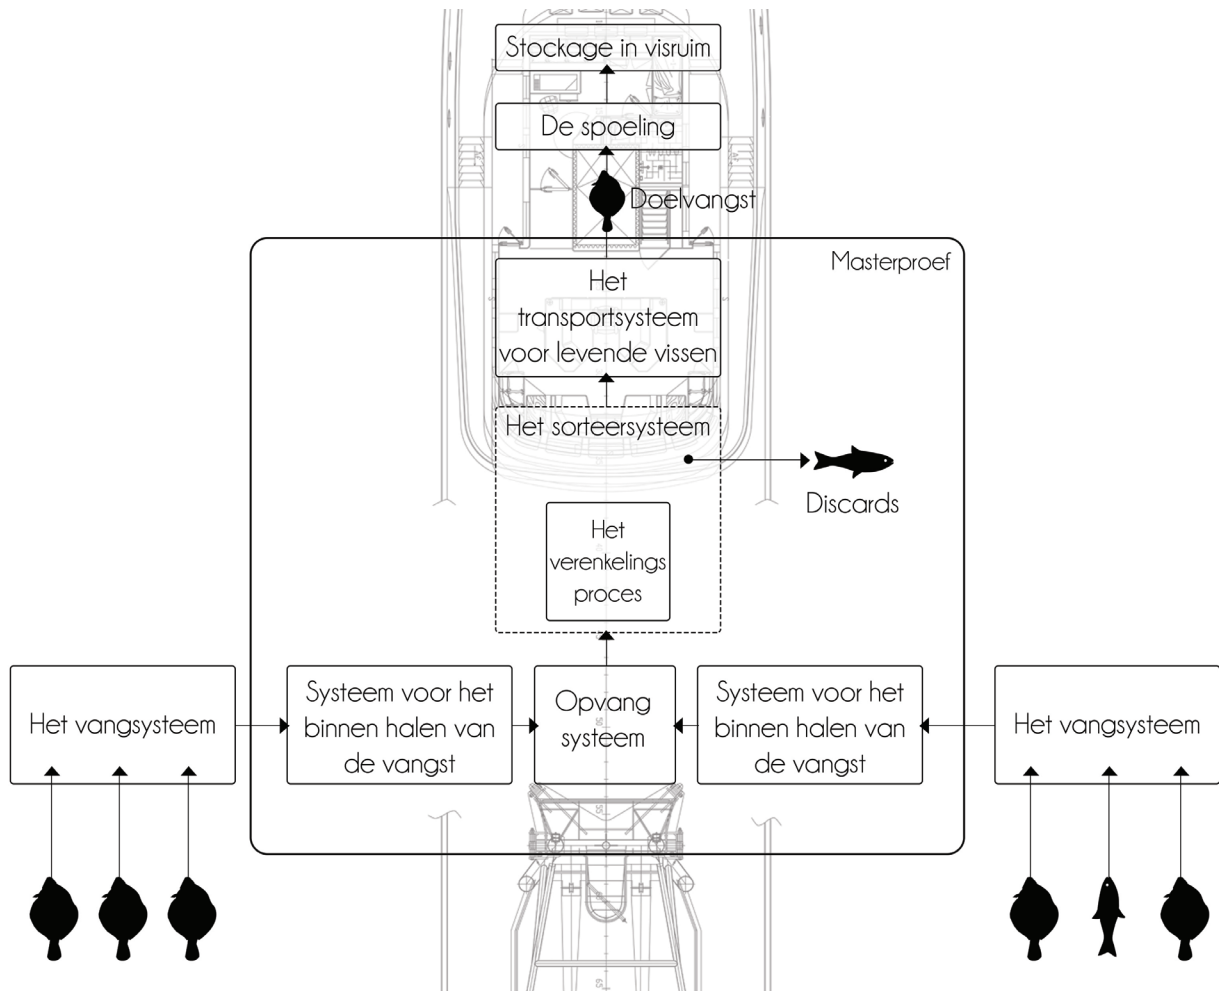 Stockage in visruim
De spoeling
Doelvangst
Masterproef
Het
transportsysteem
voor levende vissen
Het sorteersysteem
Discards
Het
verenkelings
proces
Het vangsysteem
Systeem voor het
binnen halen van
de vangst
Opvang
systeem
Systeem voor het
binnen halen van
de vangst
Het vangsysteem